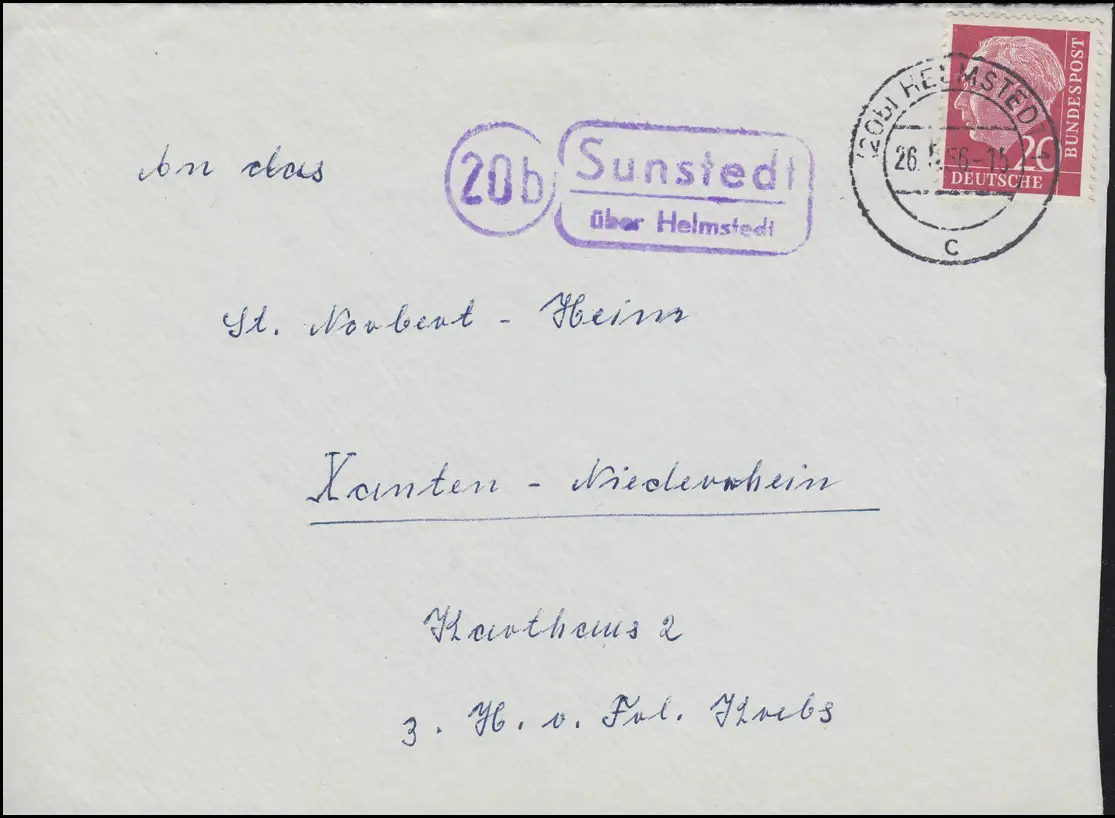 An das
20b
Sunstedt
über Helmstedt
(20b) HELMSTEDT
26. 56-15
c
20
DEUTSCHE
BUNDESPOST
St. Norbert - Heim
Xanten - Niederrhein
Karthaus 2
z. H. v. Frl. Krebs